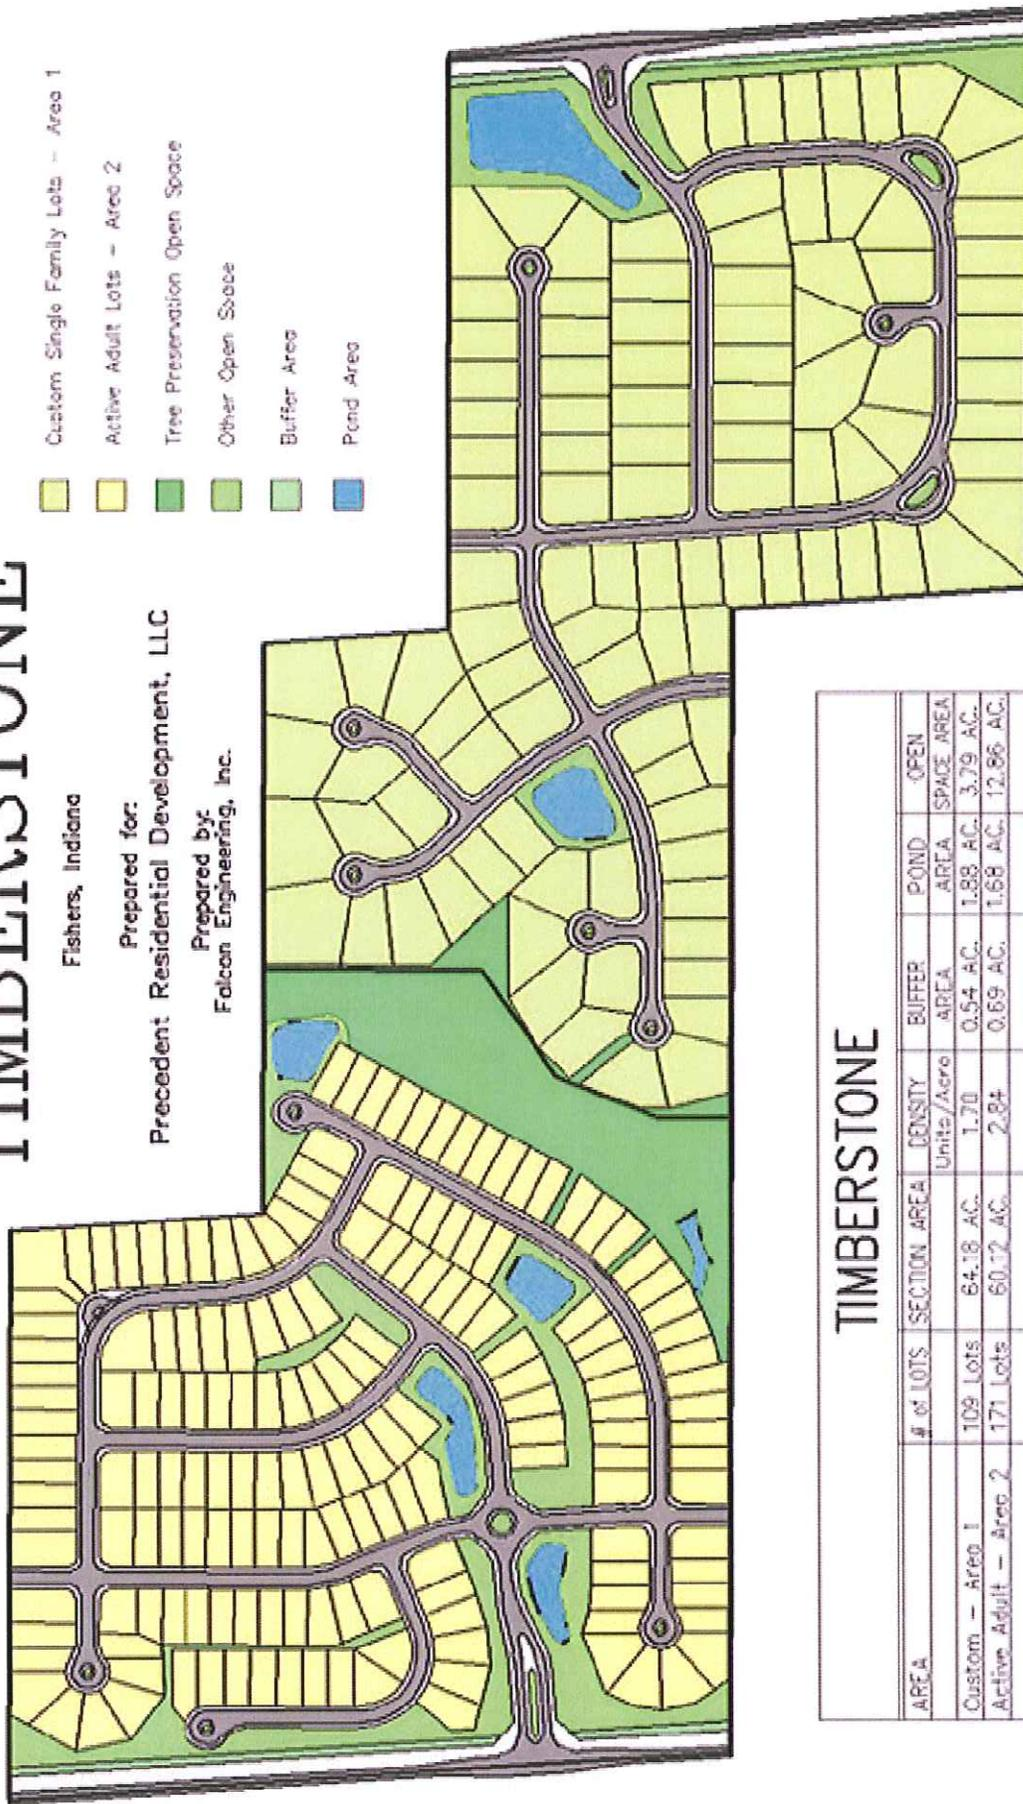 TIMBERSTONE
Fishers, Indiana
Prepared for:
Precedent Residential Development, LLC
Prepared by:
Falcon Engineering, Inc.
Custom Single Family Lots - Area 1
Active Adult Lots - Area 2
Tree Preservation Open Space
Other Open Space
Buffer Area
Pond Area
TIMBERSTONE
AREA # of LOTS SECTION AREA DENSITY BUFFER POND OPEN
Units/Acre AREA AREA SPACE AREA
Custom - Area 1 109 Lots 64.18 AC. 1.70 0.54 AC. 1.88 AC. 3.79 AC.
Active Adult - Area 2 171 Lots 60.12 AC. 2.84 0.69 AC. 1.68 AC. 12.86 AC.